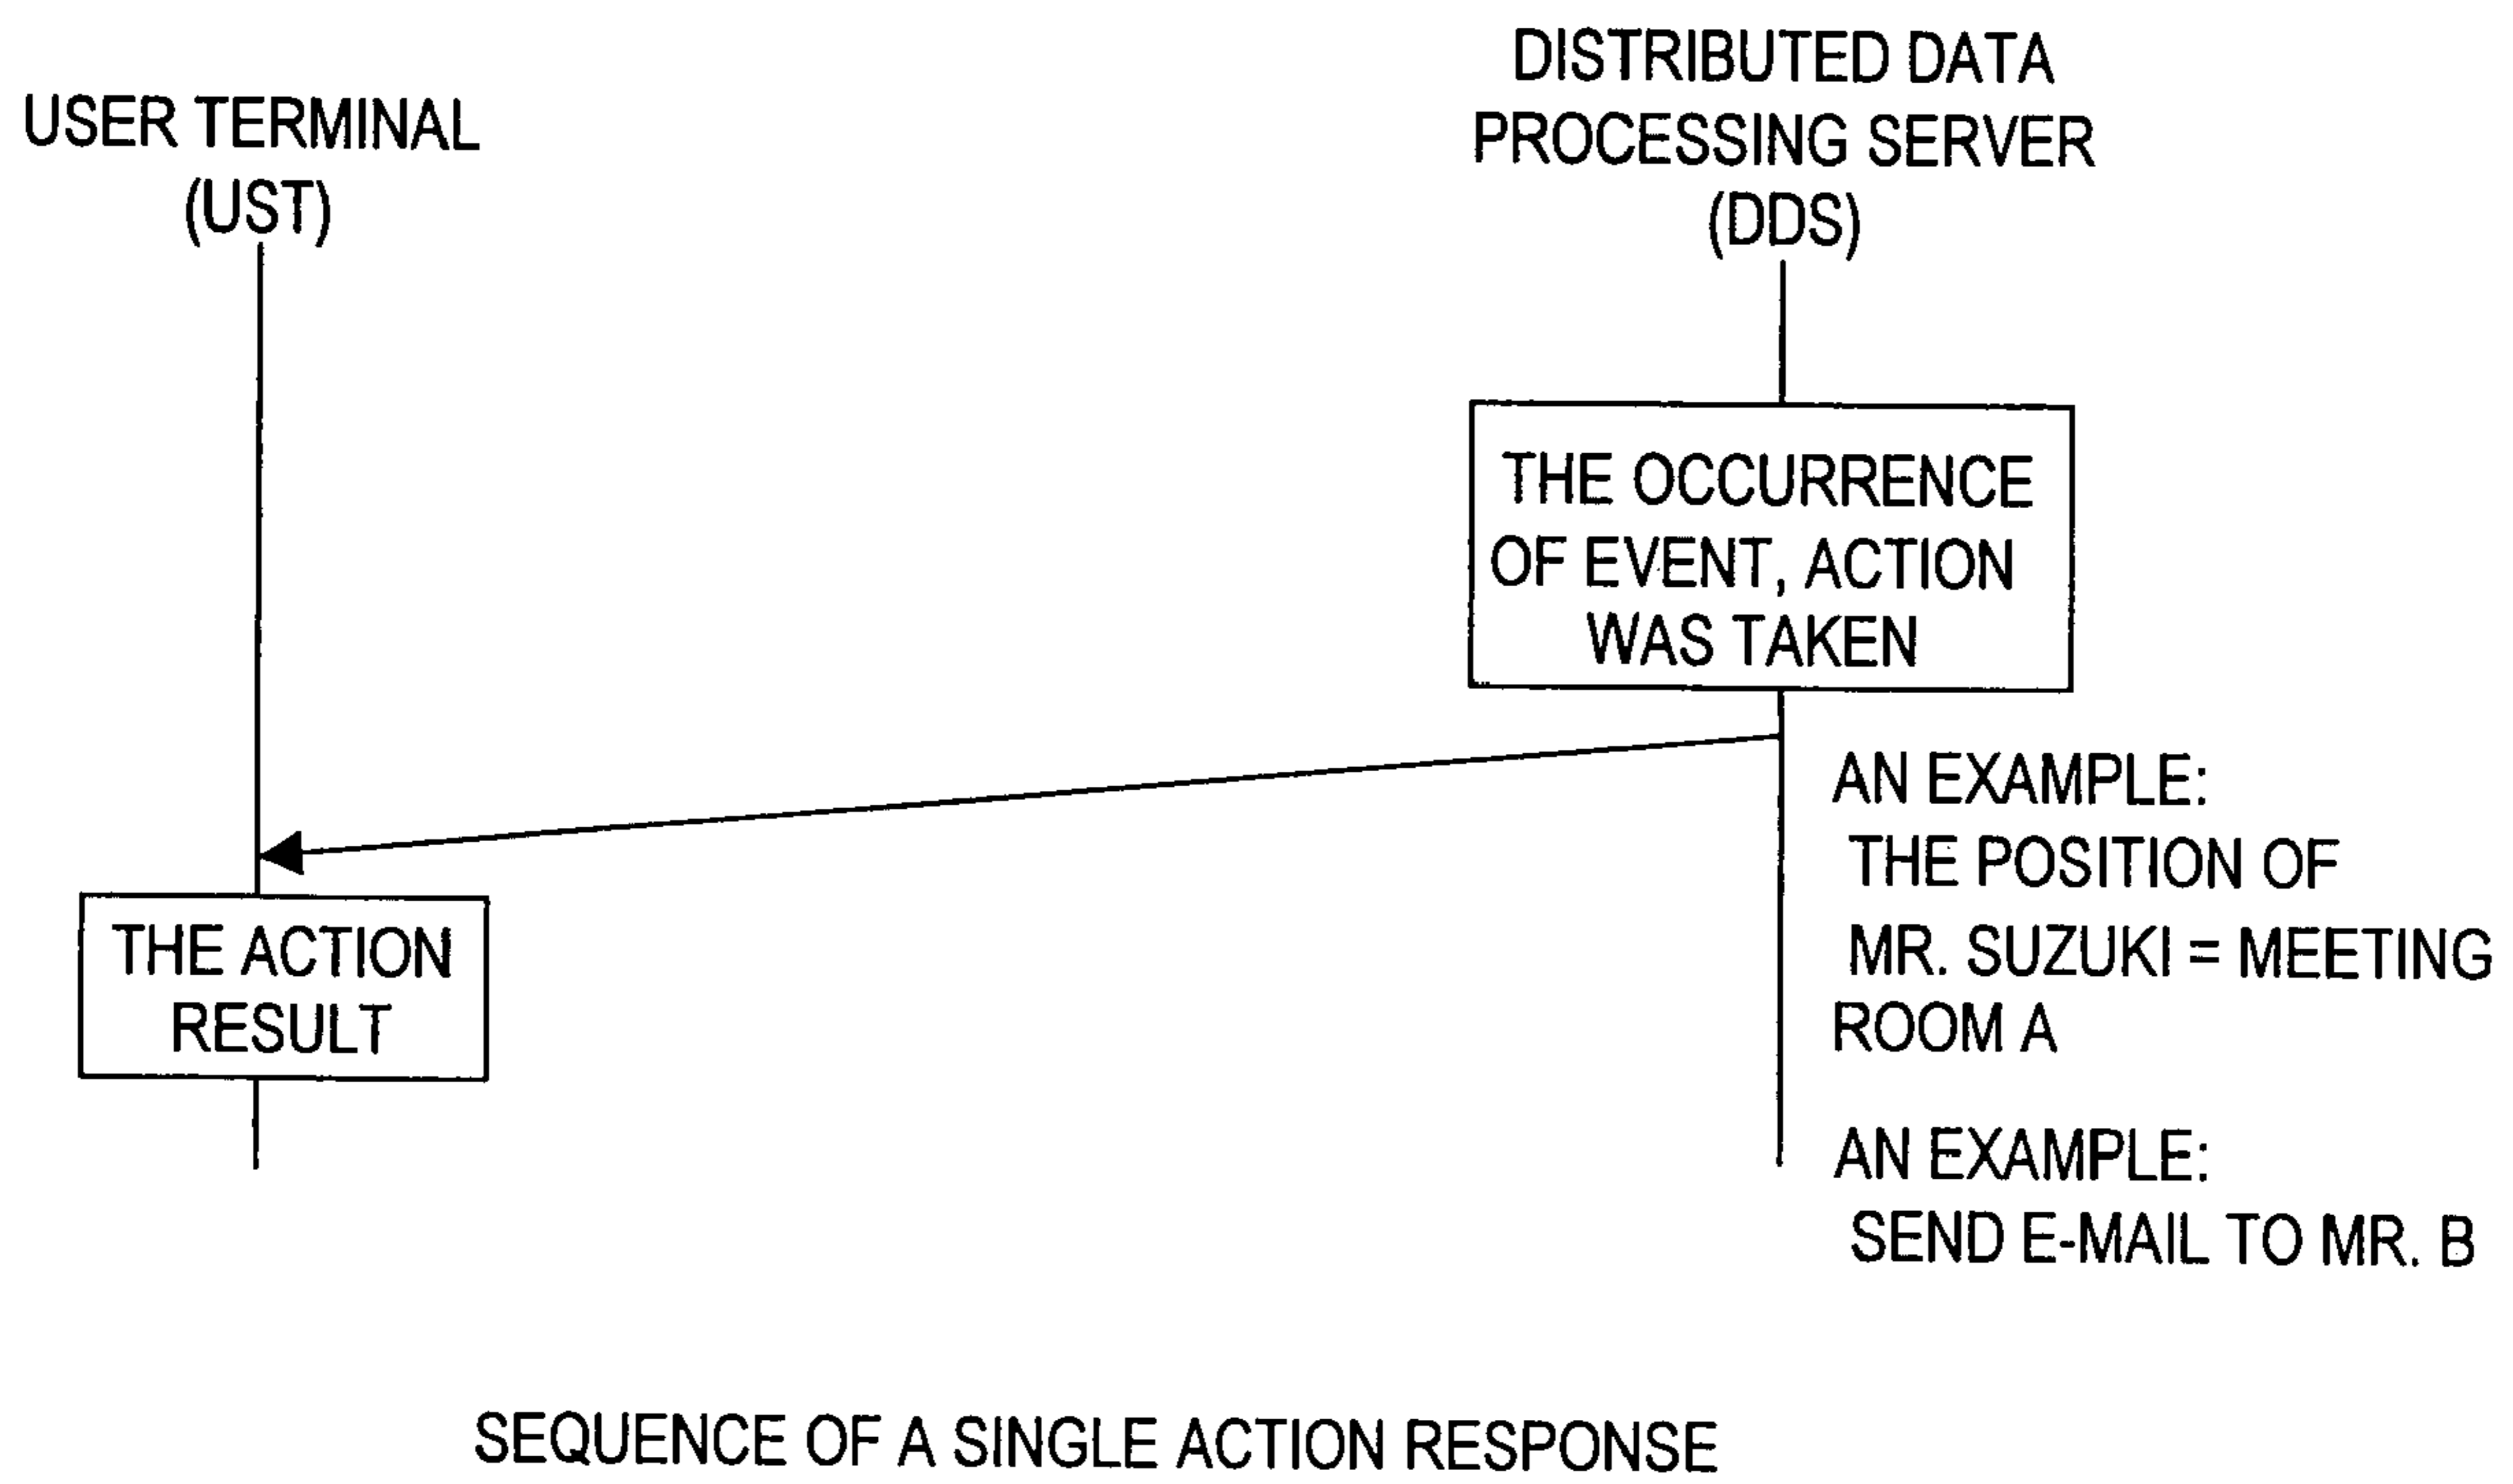 USER TERMINAL
(UST)
DISTRIBUTED DATA
PROCESSING SERVER
(DDS)
THE OCCURRENCE
OF EVENT, ACTION
WAS TAKEN
AN EXAMPLE:
THE POSITION OF
MR. SUZUKI = MEETING
ROOM A
THE ACTION
RESULT
AN EXAMPLE:
SEND E-MAIL TO MR. B
SEQUENCE OF A SINGLE ACTION RESPONSE